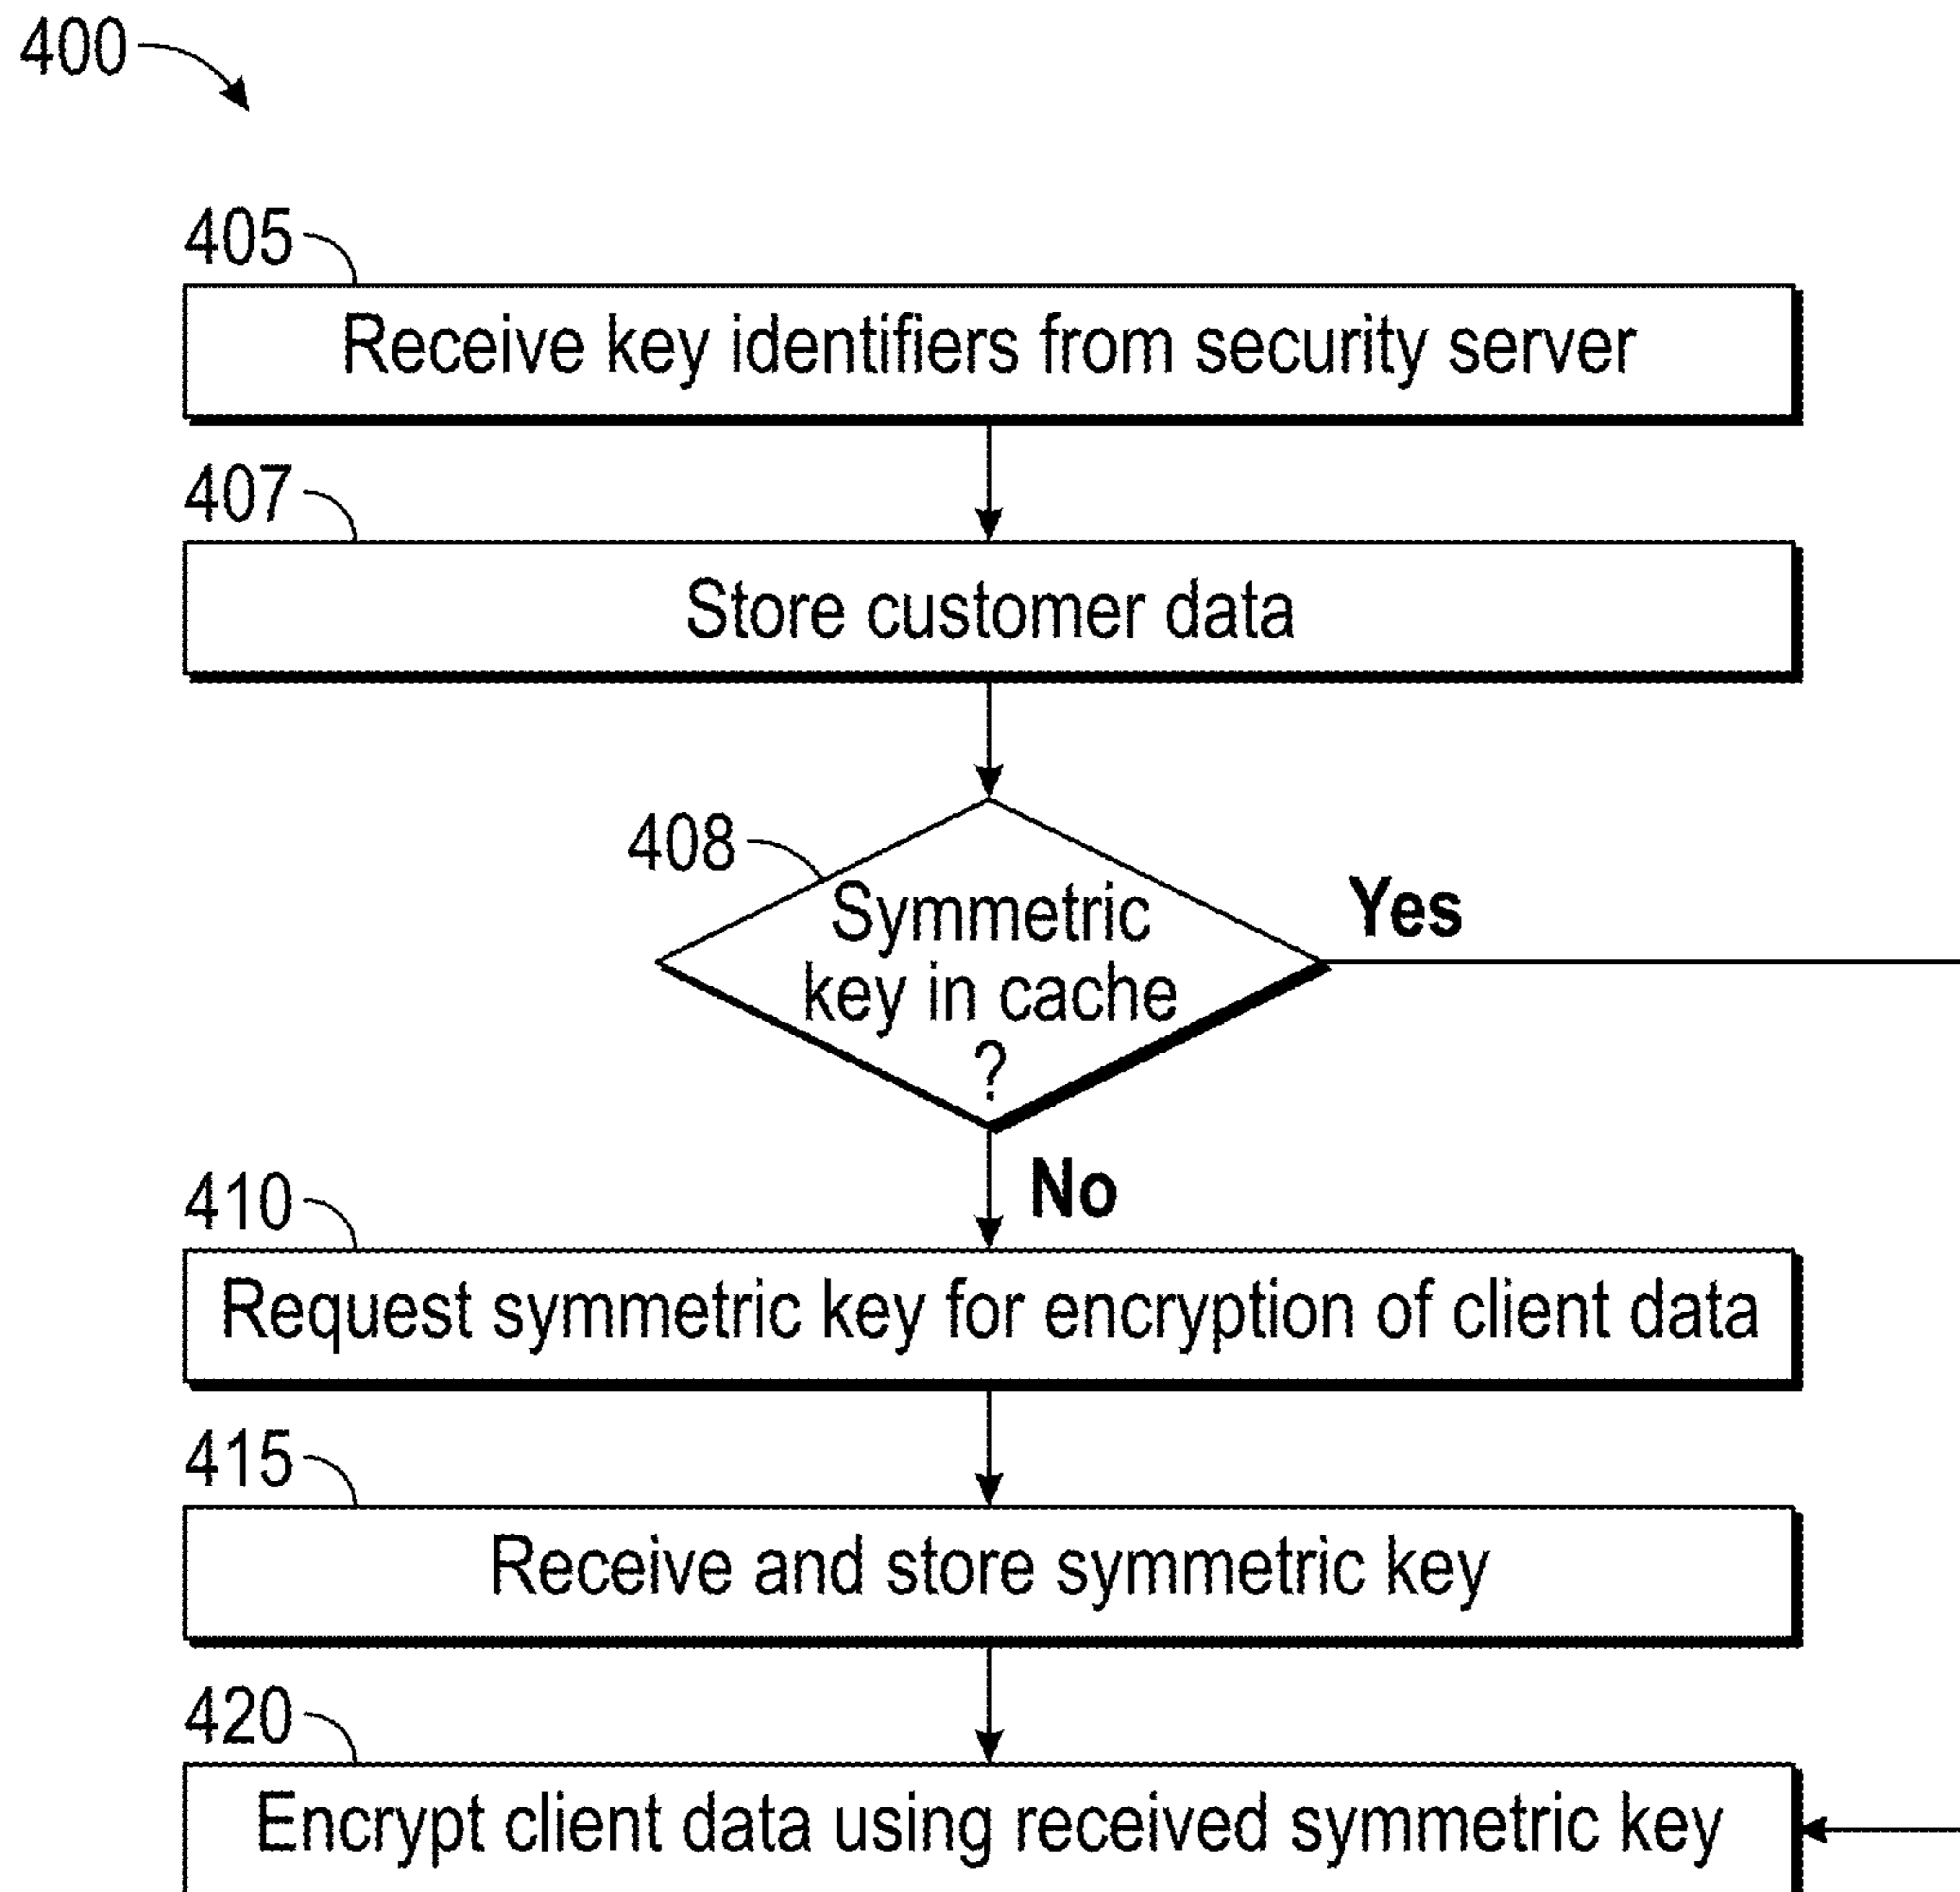 400
405
Receive key identifiers from security server
407
Store customer data
408
Symmetric
key in cache
?
Yes
No
410
Request symmetric key for encryption of client data
415
Receive and store symmetric key
420
Encrypt client data using received symmetric key